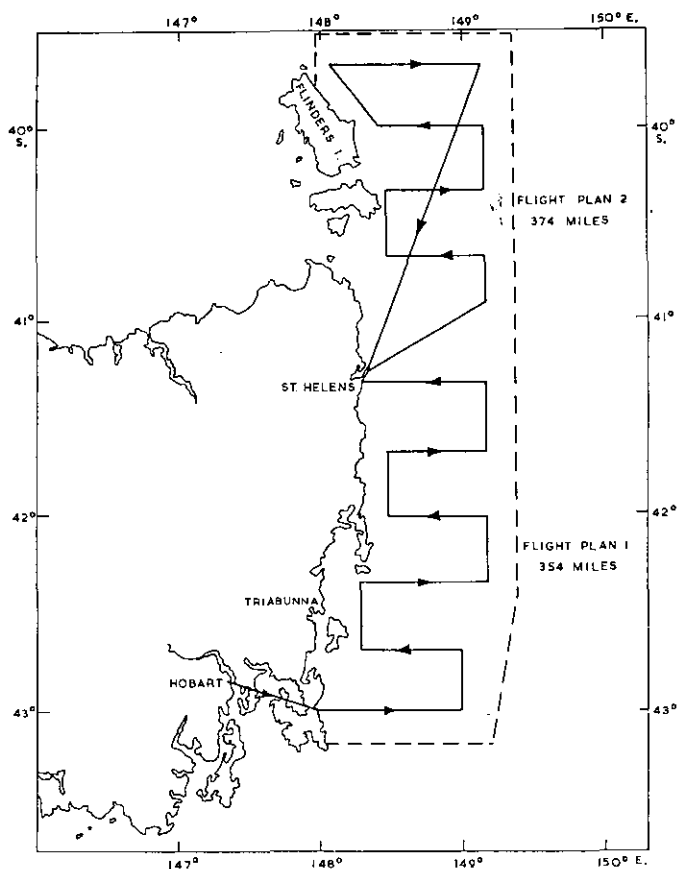 147°
148°
149°
150° E.
40°
S.
40°
S.
FLINDERS I.
FLIGHT PLAN 2
374 MILES
41°
41°
ST. HELENS
42°
42°
FLIGHT PLAN 1
354 MILES
TRIABUNNA
HOBART
43°
43°
147°
148°
149°
150° E.